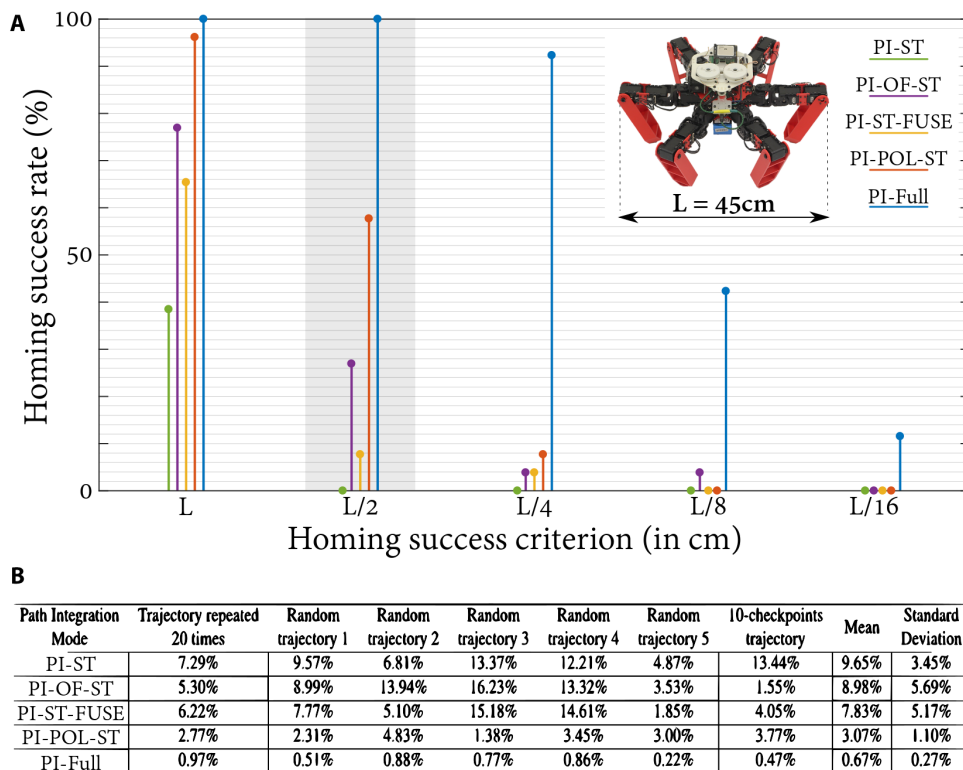 A
100
50
0
Homing success rate (%)
L
L/2
L/4
L/8
L/16
Homing success criterion (in cm)
PI-ST
PI-OF-ST
PI-ST-FUSE
PI-POL-ST
PI-Full
L = 45cm
B
Path Integration Mode Trajectory repeated 20 times Random trajectory 1 Random trajectory 2 Random trajectory 3 Random trajectory 4 Random trajectory 5 10-checkpoints trajectory Mean Standard Deviation
PI-ST 7.29% 9.57% 6.81% 13.37% 12.21% 4.87% 13.44% 9.65% 3.45%
PI-OF-ST 5.30% 8.99% 13.94% 16.23% 13.32% 3.53% 1.55% 8.98% 5.69%
PI-ST-FUSE 6.22% 7.77% 5.10% 15.18% 14.61% 1.85% 4.05% 7.83% 5.17%
PI-POL-ST 2.77% 2.31% 4.83% 1.38% 3.45% 3.00% 3.77% 3.07% 1.10%
PI-Full 0.97% 0.51% 0.88% 0.77% 0.86% 0.22% 0.47% 0.67% 0.27%